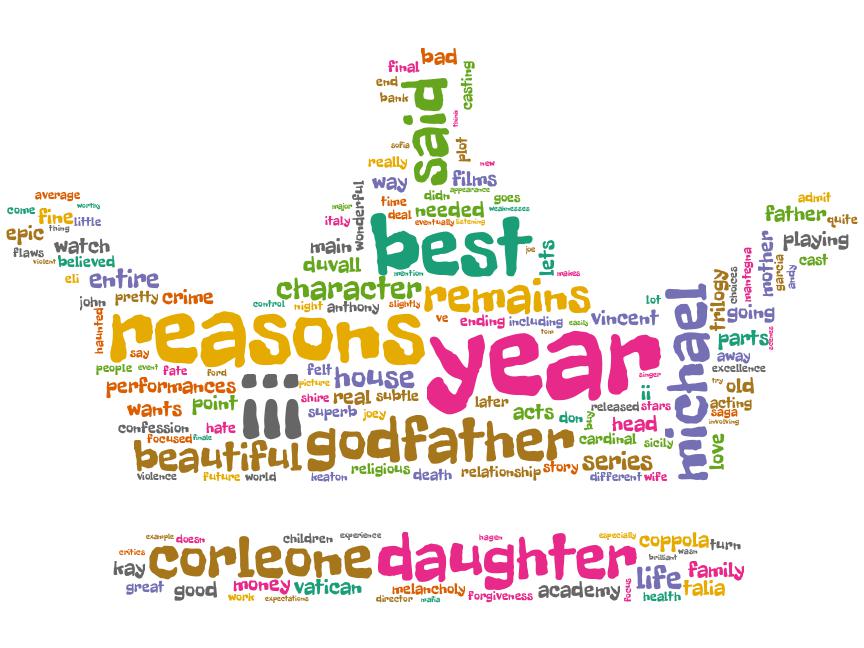 final bad
end
bank
said
casting
think
sofia
plot
really
new
way films
appearance
didn goes
wonderful
major
time
deal needed weaknesses
italy
eventually listening
main best joe lets
duvall mention makes
character remains
control night anthony slightly
ve ending including easily vincent lot
average
come worthy
fine little
epic thing
flaws watch
violent believed
eli entire
john pretty crime
haunted
reasons
year
tom
say
people event fate ford
performances
iii
picture
felt house
shire real subtle
superb joey
wants point
confession hate
focused finale
beautiful godfather
violence future world keaton religious death relationship story series
later acts don buy
singer
ii
released stars
head
cardinal sicily
different wife
michael
love
admit
father quite
playing
cast
mother
garcia
andy
mantegna
choices
trilogy
going
parts
scenes
away
excellence
try old
acting
saga
involving
example doesn children experience hagen especially coppola turn
critics brilliant wasn
kay corleone daughter life family
great good money vatican melancholy forgiveness academy focus health talia
work expectations director mafia